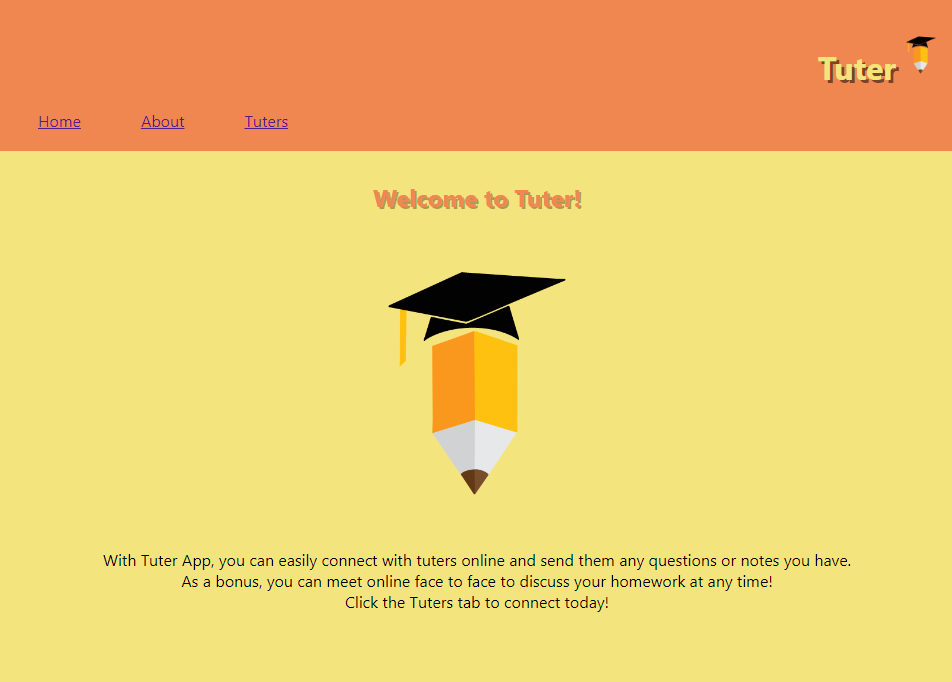 Tuter
Home About Tuters
Welcome to Tuter!
With Tuter App, you can easily connect with tuters online and send them any questions or notes you have.
As a bonus, you can meet online face to face to discuss your homework at any time!
Click the Tuters tab to connect today!